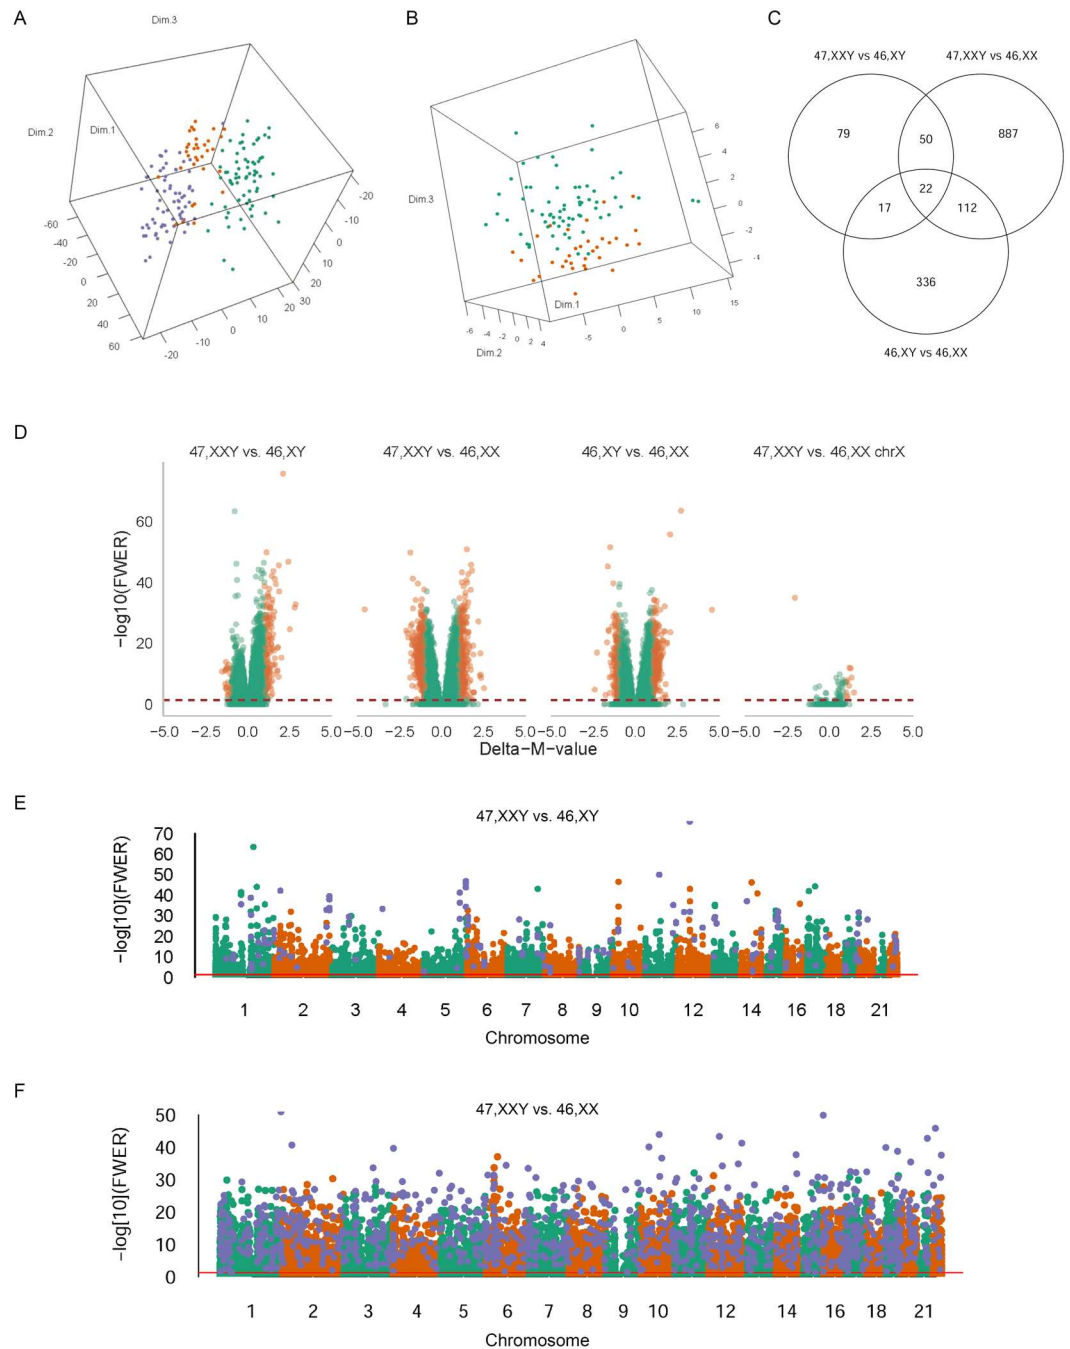 A
Dim.3
Dim.2
Dim.1
-60
-40
-20
0
20
40
60
-20
-10
0
10
20
30
20
10
0
-10
-20
B
Dim.3
Dim.1
Dim.2
-6 -4 -2 0 2 4
-5
0
5
10
15
6
4
2
0
-2
-4
C
47,XXY vs 46,XY
47,XXY vs 46,XX
79
50
887
22
17
112
336
46,XY vs 46,XX
D
47,XXY vs. 46,XY
47,XXY vs. 46,XX
46,XY vs. 46,XX
47,XXY vs. 46,XX chrX
−log10(FWER)
60
40
20
0
−5.0 −2.5 0.0 2.5 5.0
−5.0 −2.5 0.0 2.5 5.0
−5.0 −2.5 0.0 2.5 5.0
−5.0 −2.5 0.0 2.5 5.0
Delta−M−value
E
47,XXY vs. 46,XY
−log[10](FWER)
70
60
50
40
30
20
10
0
1 2 3 4 5 6 7 8 9 10 12 14 16 18 21
Chromosome
F
47,XXY vs. 46,XX
−log[10](FWER)
50
40
30
20
10
0
1 2 3 4 5 6 7 8 9 10 12 14 16 18 21
Chromosome